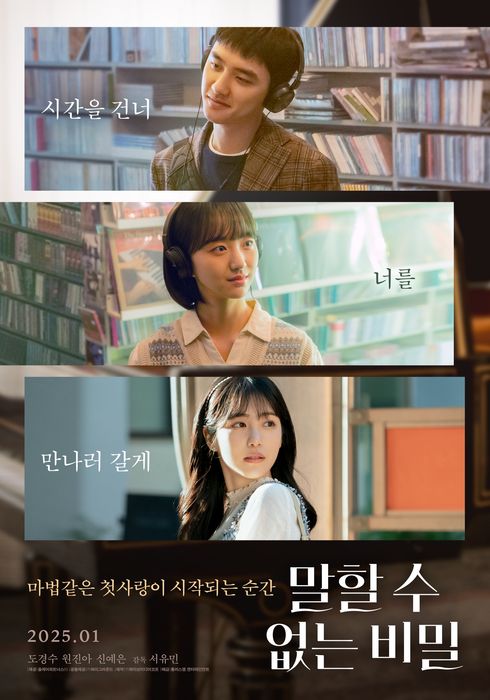 시간을 건너
너를
만나러 갈게
마법같은 첫사랑이 시작되는 순간
말할 수
없는 비밀
2025.01
도경수 원진아 신예은 감독 서유민